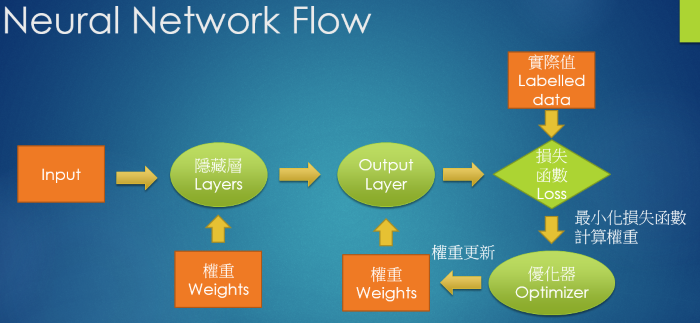 Neural Network Flow
實際值
Labelled
data
Input
隱藏層
Layers
Output
Layer
損失
函數
Loss
最小化損失函數
計算權重
權重
Weights
權重更新
權重
Weights
優化器
Optimizer